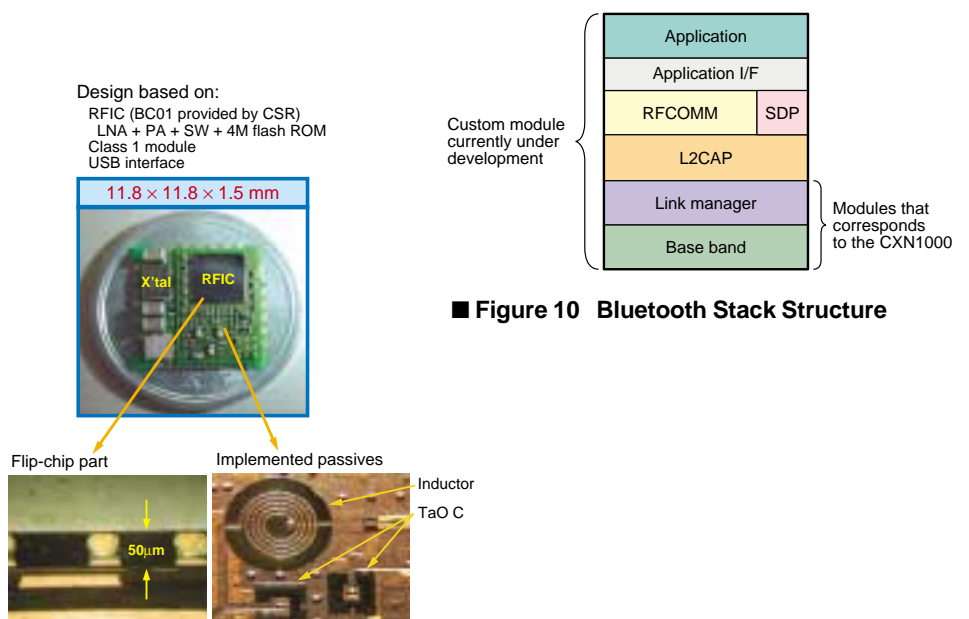 Design based on:
RFIC (BC01 provided by CSR)
LNA + PA + SW + 4M flash ROM
Class 1 module
USB interface
11.8 × 11.8 × 1.5 mm
X'tal
RFIC
Flip-chip part
Implemented passives
50µm
Inductor
TaO C
Custom module
currently under
development
Application
Application I/F
RFCOMM
SDP
L2CAP
Link manager
Base band
Modules that
corresponds
to the CXN1000
■ Figure 10 Bluetooth Stack Structure